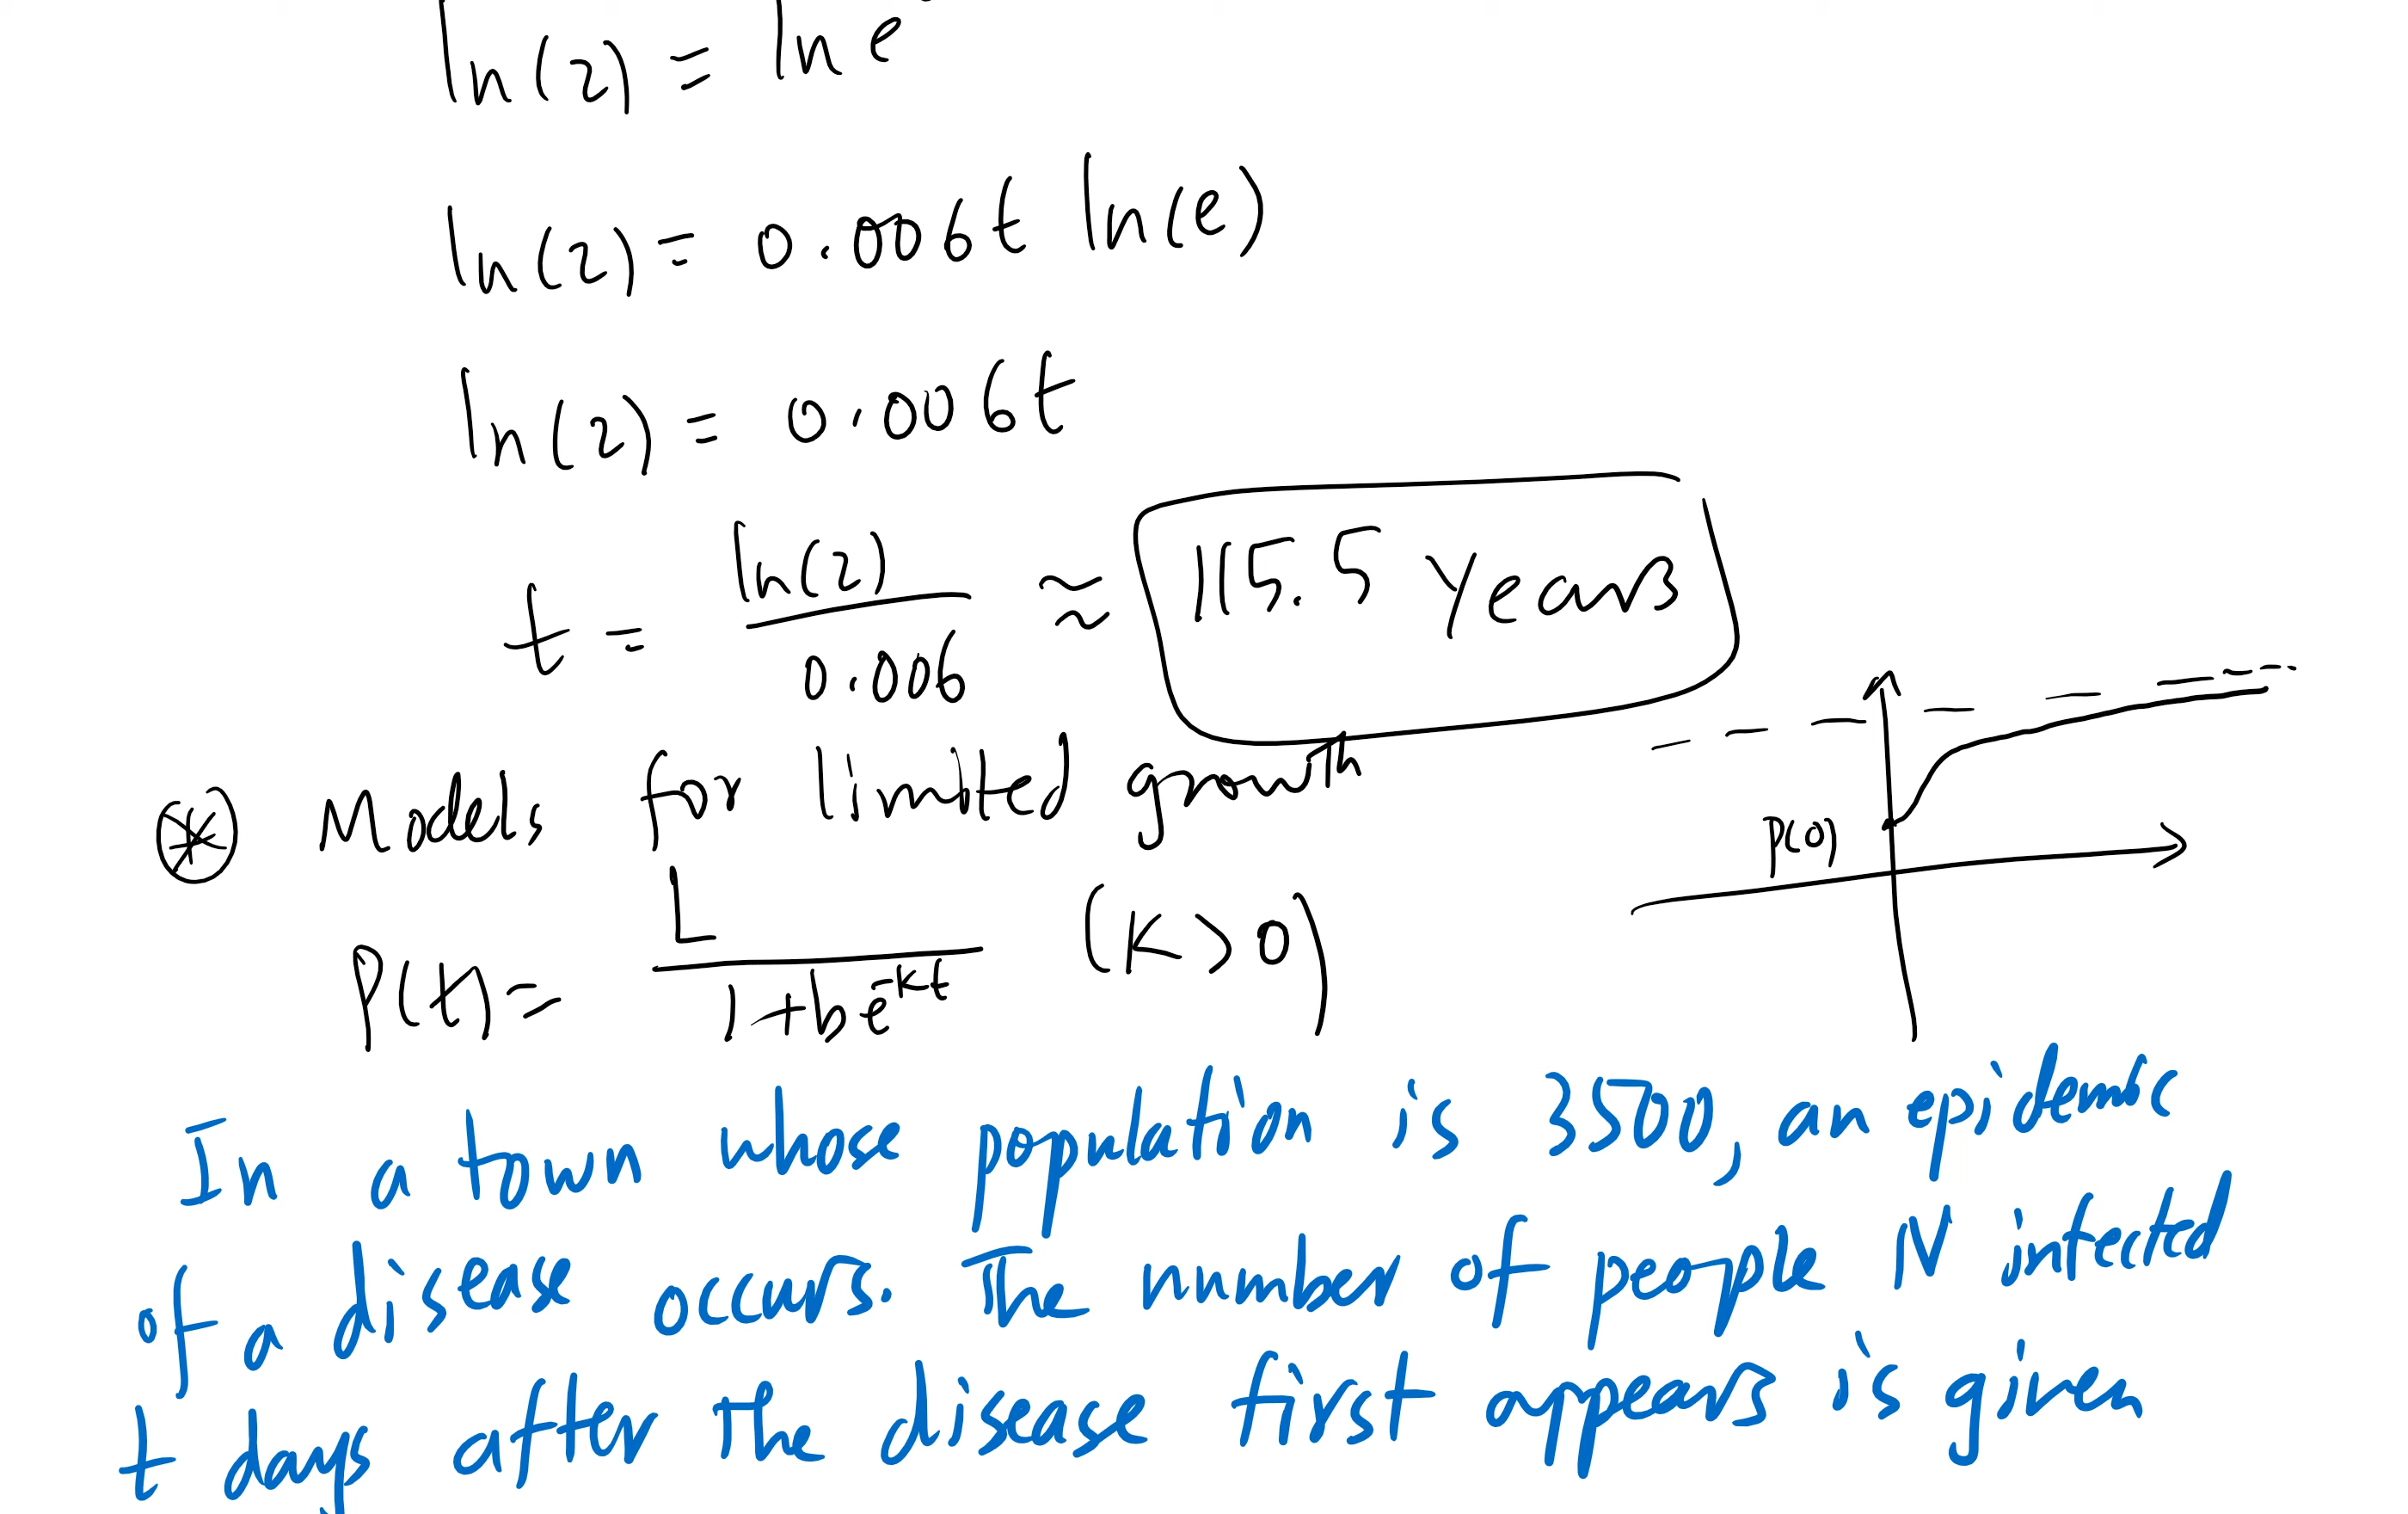 ln(2) = ln e
ln(2) = 0.006t ln(e)
ln(2) = 0.006t
t = ln(2) / 0.006 ≈ 115.5 Years
⊛ Models for limited growth
P(t) = L / (1+be^{-kt}) (K>0)
P(0)
In a town whose population is 3500, an epidemic
of a disease occurs. The number of people N infected
t days after the disease first appears is given